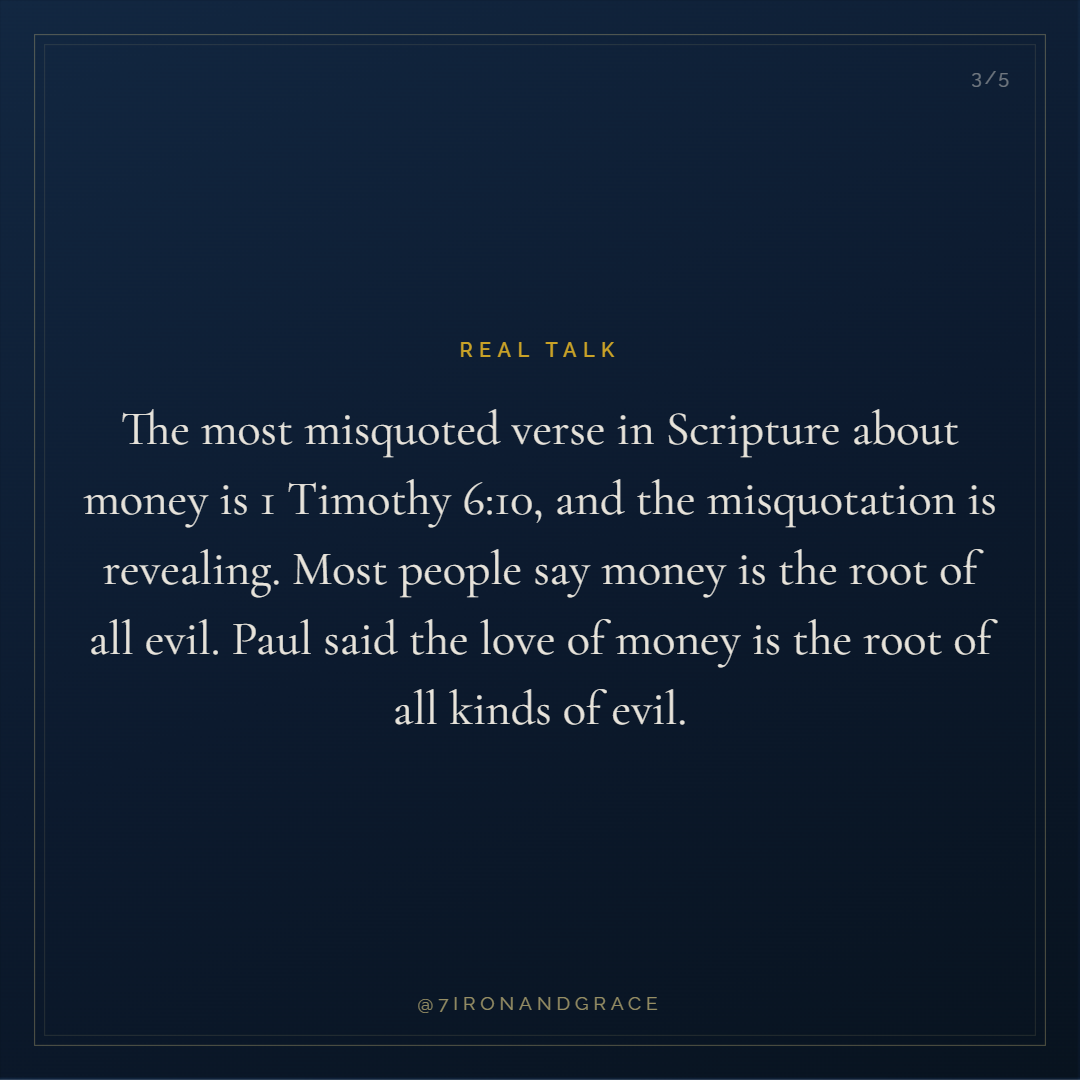 3/5
REAL TALK
The most misquoted verse in Scripture about
money is 1 Timothy 6:10, and the misquotation is
revealing. Most people say money is the root of
all evil. Paul said the love of money is the root of
all kinds of evil.
@7IRONANDGRACE